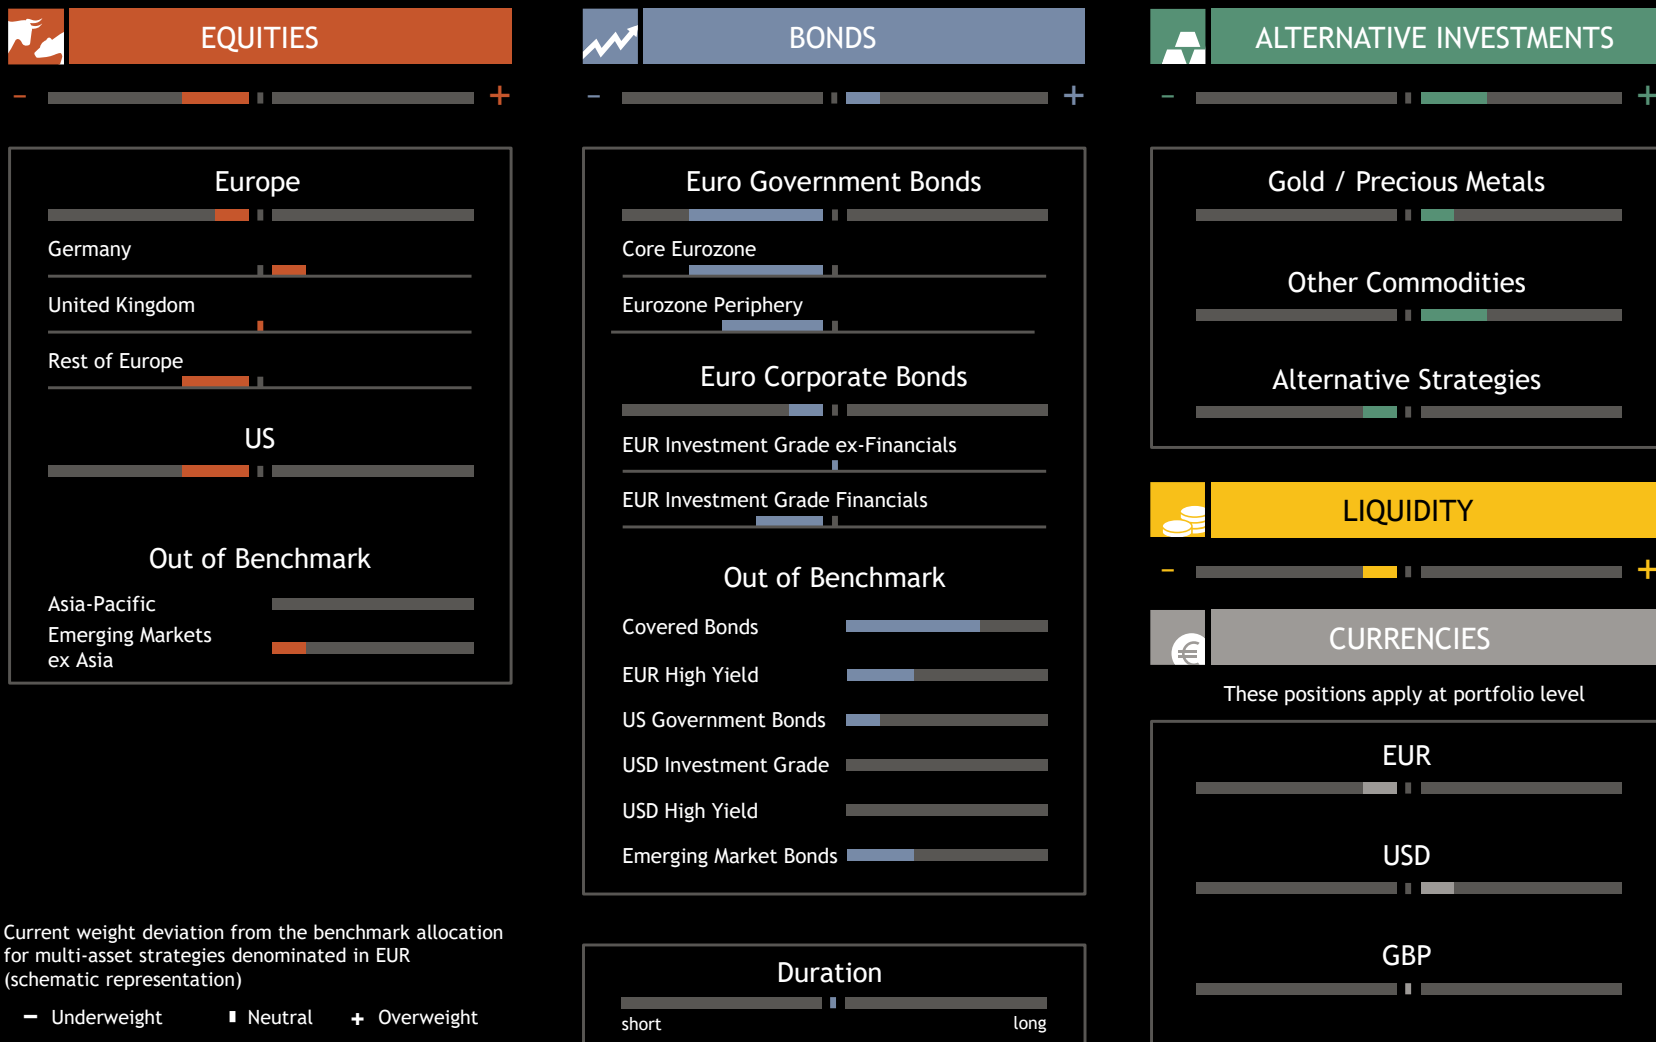 EQUITIES
- +
Europe
Germany
United Kingdom
Rest of Europe
US
Out of Benchmark
Asia-Pacific
Emerging Markets
ex Asia
Current weight deviation from the benchmark allocation
for multi-asset strategies denominated in EUR
(schematic representation)
- Underweight Neutral + Overweight
BONDS
- +
Euro Government Bonds
Core Eurozone
Eurozone Periphery
Euro Corporate Bonds
EUR Investment Grade ex-Financials
EUR Investment Grade Financials
Out of Benchmark
Covered Bonds
EUR High Yield
US Government Bonds
USD Investment Grade
USD High Yield
Emerging Market Bonds
Duration
short long
ALTERNATIVE INVESTMENTS
- +
Gold / Precious Metals
Other Commodities
Alternative Strategies
LIQUIDITY
- +
€
CURRENCIES
These positions apply at portfolio level
EUR
USD
GBP